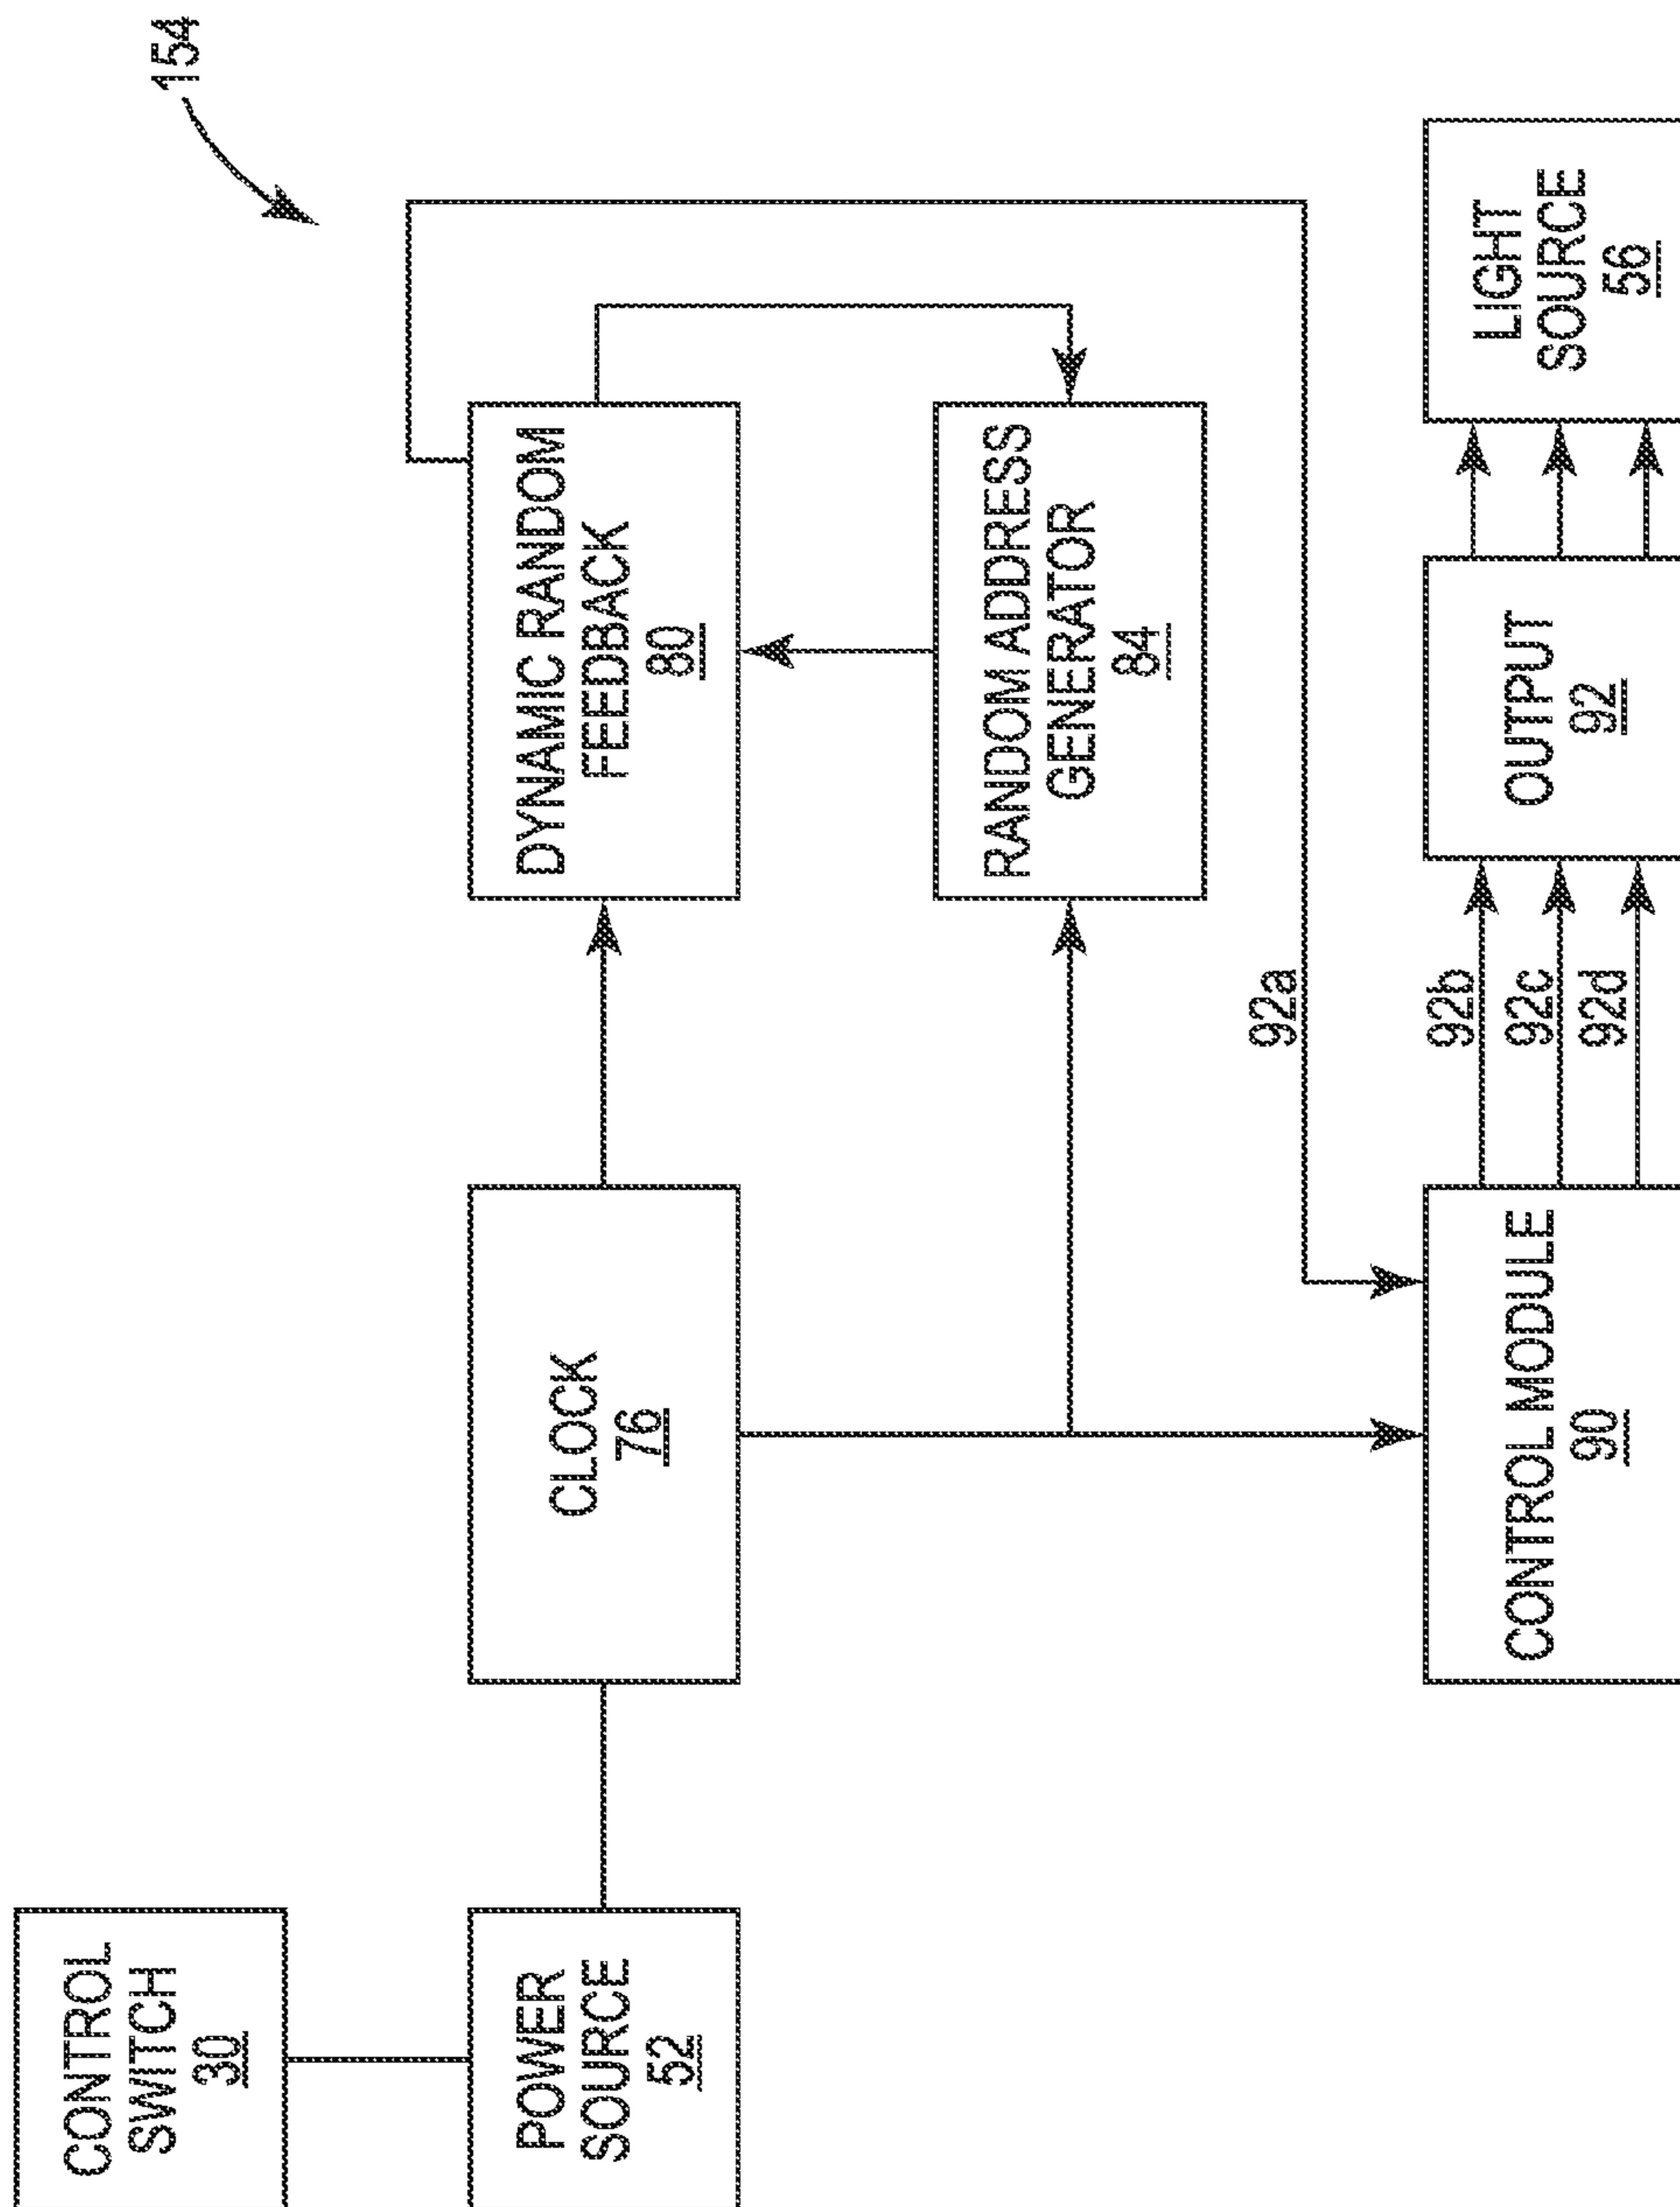 154
CONTROL
SWITCH
30
POWER
SOURCE
52
CLOCK
76
DYNAMIC RANDOM
FEEDBACK
80
RANDOM ADDRESS
GENERATOR
84
92a
CONTROL MODULE
90
92b
92c
92d
OUTPUT
92
LIGHT
SOURCE
56